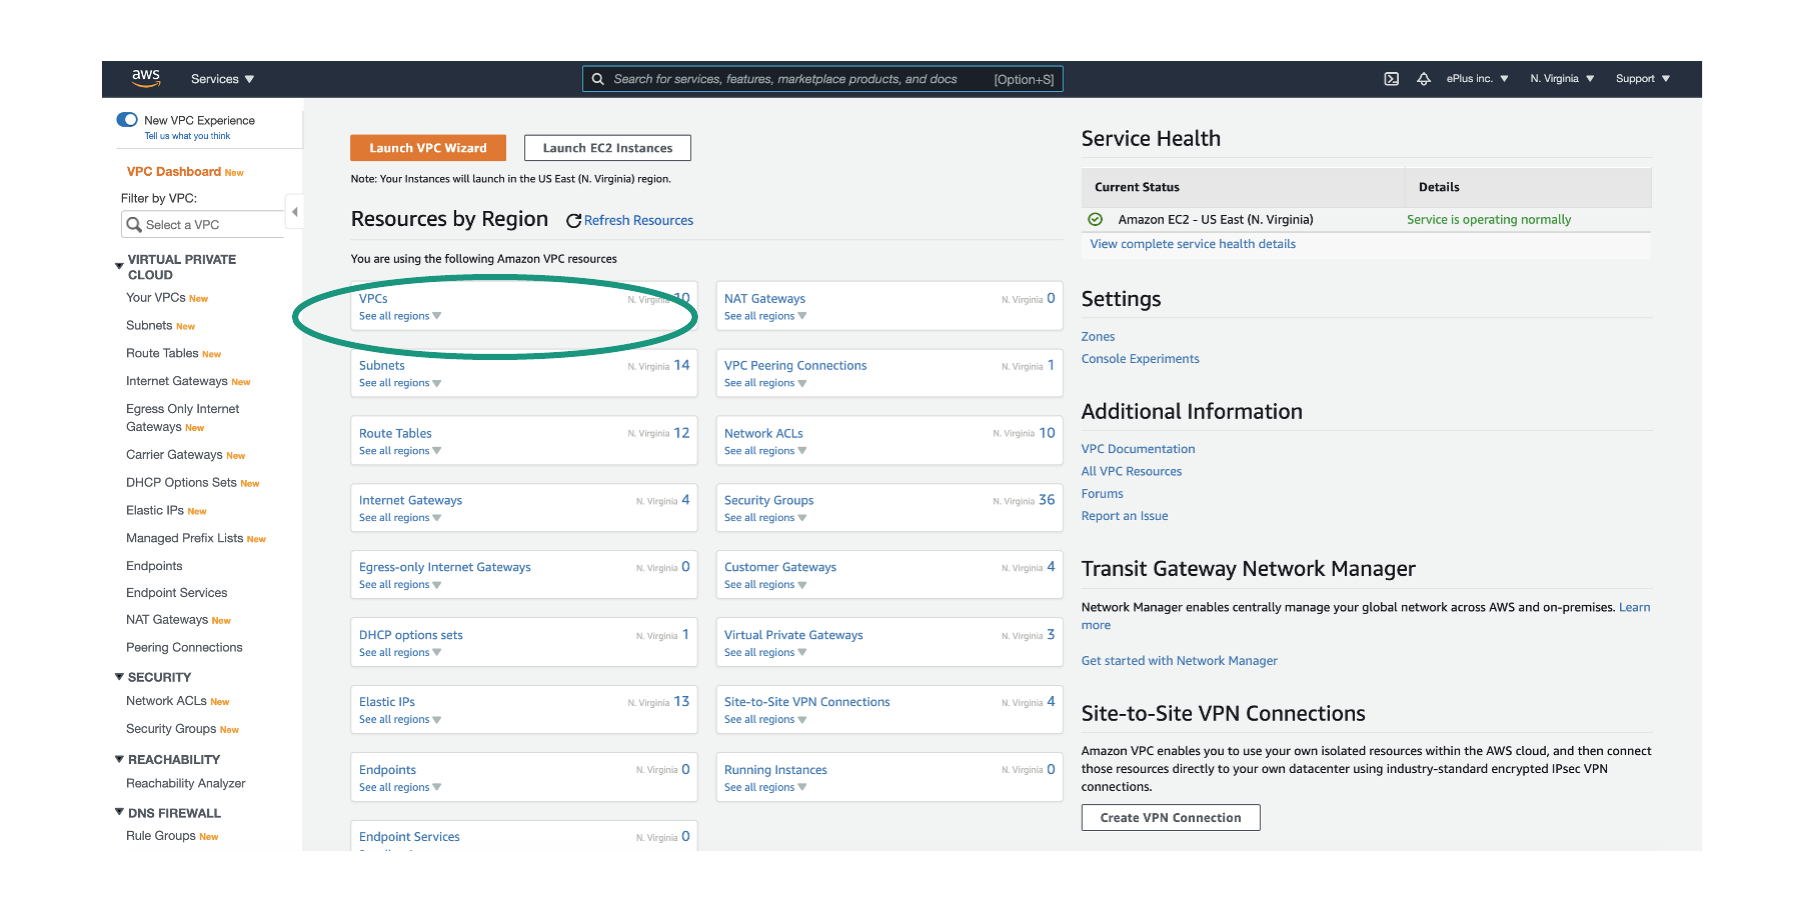 aws Services ▼ Search for services, features, marketplace products, and docs [Option+S] ePlus inc. ▼ N. Virginia ▼ Support ▼
New VPC Experience
Tell us what you think
VPC Dashboard New
Filter by VPC:
Select a VPC
VIRTUAL PRIVATE
CLOUD
Your VPCs New
Subnets New
Route Tables New
Internet Gateways New
Egress Only Internet
Gateways New
Carrier Gateways New
DHCP Options Sets New
Elastic IPs New
Managed Prefix Lists New
Endpoints
Endpoint Services
NAT Gateways New
Peering Connections
SECURITY
Network ACLs New
Security Groups New
REACHABILITY
Reachability Analyzer
DNS FIREWALL
Rule Groups New
Launch VPC Wizard Launch EC2 Instances
Note: Your Instances will launch in the US East (N. Virginia) region.
Resources by Region Refresh Resources
You are using the following Amazon VPC resources
VPCs N. Virginia 10
See all regions
NAT Gateways N. Virginia 0
See all regions
Subnets N. Virginia 14
See all regions
VPC Peering Connections N. Virginia 1
See all regions
Route Tables N. Virginia 12
See all regions
Network ACLs N. Virginia 10
See all regions
Internet Gateways N. Virginia 4
See all regions
Security Groups N. Virginia 36
See all regions
Egress-only Internet Gateways N. Virginia 0
See all regions
Customer Gateways N. Virginia 4
See all regions
DHCP options sets N. Virginia 1
See all regions
Virtual Private Gateways N. Virginia 3
See all regions
Elastic IPs N. Virginia 13
See all regions
Site-to-Site VPN Connections N. Virginia 4
See all regions
Endpoints N. Virginia 0
See all regions
Running Instances N. Virginia 0
See all regions
Endpoint Services N. Virginia 0
Service Health
Current Status Details
Amazon EC2 - US East (N. Virginia) Service is operating normally
View complete service health details
Settings
Zones
Console Experiments
Additional Information
VPC Documentation
All VPC Resources
Forums
Report an Issue
Transit Gateway Network Manager
Network Manager enables centrally manage your global network across AWS and on-premises. Learn
more
Get started with Network Manager
Site-to-Site VPN Connections
Amazon VPC enables you to use your own isolated resources within the AWS cloud, and then connect
those resources directly to your own datacenter using industry-standard encrypted IPsec VPN
connections.
Create VPN Connection